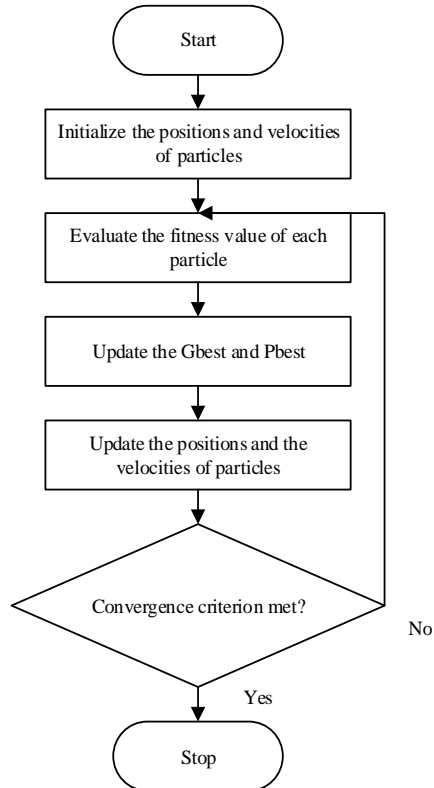 Start
Initialize the positions and velocities
of particles
Evaluate the fitness value of each
particle
Update the Gbest and Pbest
Update the positions and the
velocities of particles
Convergence criterion met?
No
Yes
Stop